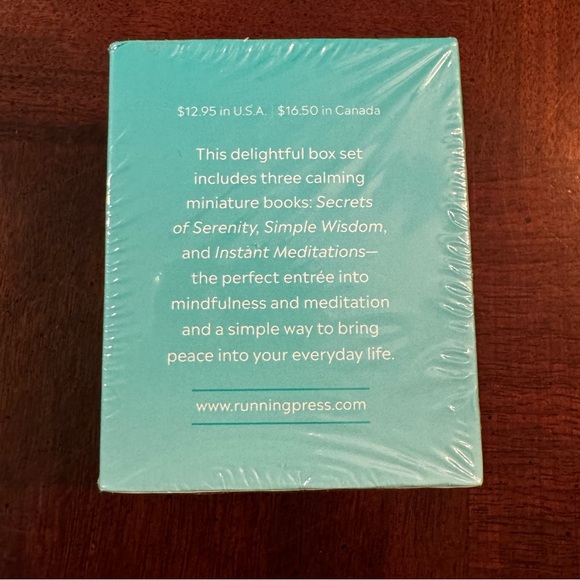 $12.95 in U.S.A. | $16.50 in Canada
This delightful box set
includes three calming
miniature books: Secrets
of Serenity, Simple Wisdom,
and Instant Meditations—
the perfect entrée into
mindfulness and meditation
and a simple way to bring
peace into your everyday life.
www.runningpress.com